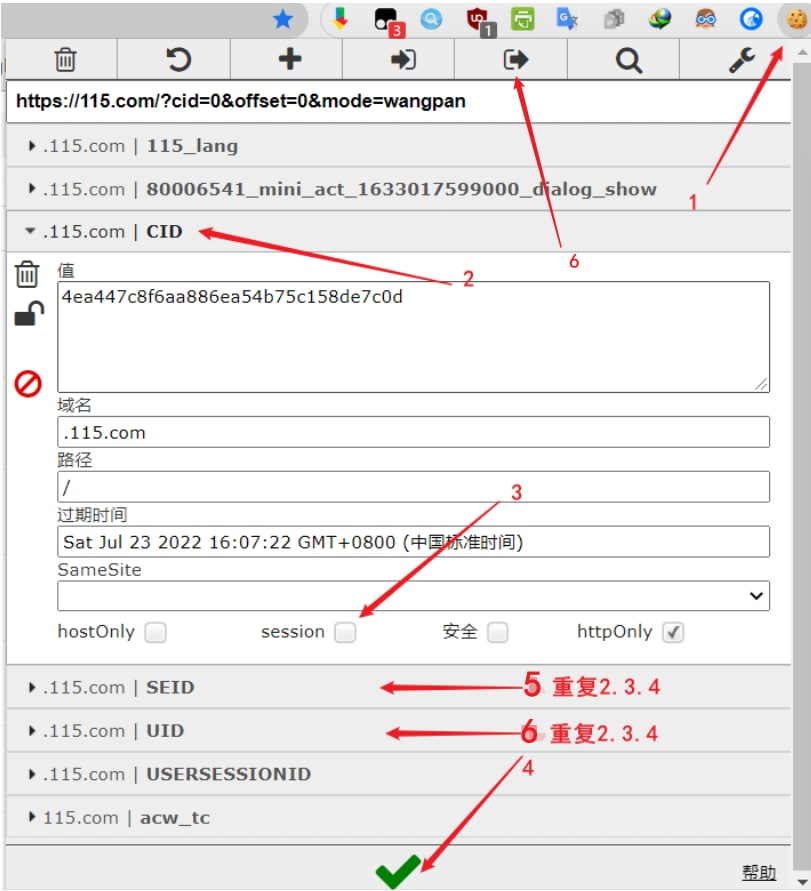 3
1
https://115.com/?cid=0&offset=0&mode=wangpan
.115.com | 115_lang
.115.com | 80006541_mini_act_1633017599000_dialog_show
1
.115.com | CID
6
2
值
4ea447c8f6aa886ea54b75c158de7c0d
域名
.115.com
路径
/
3
过期时间
Sat Jul 23 2022 16:07:22 GMT+0800 (中国标准时间)
SameSite
hostOnly session 安全 httpOnly
.115.com | SEID 5 重复2.3.4
.115.com | UID 6 重复2.3.4
4
.115.com | USERSESSIONID
115.com | acw_tc
帮助